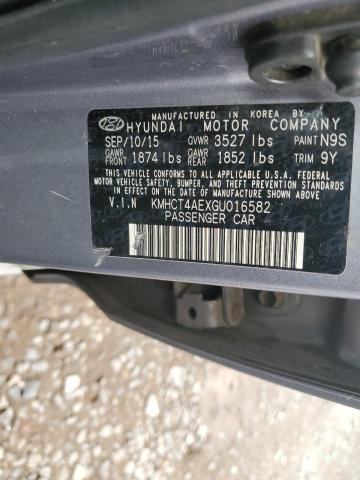 MANUFACTURED IN KOREA BY
HYUNDAI MOTOR COMPANY
SEP/10/15 GVWR 3527 lbs PAINT N9S
GAWR FRONT 1874 lbs GAWR REAR 1852 lbs TRIM 9Y
THIS VEHICLE CONFORMS TO ALL APPLICABLE
U.S.A. FEDERAL MOTOR VEHICLE SAFETY, BUMPER,
AND THEFT PREVENTION STANDARDS
IN EFFECT ON THE DATE OF MANUFACTURE
SHOWN ABOVE.
V.I.N KMHCT4AEXGU016582
PASSENGER CAR